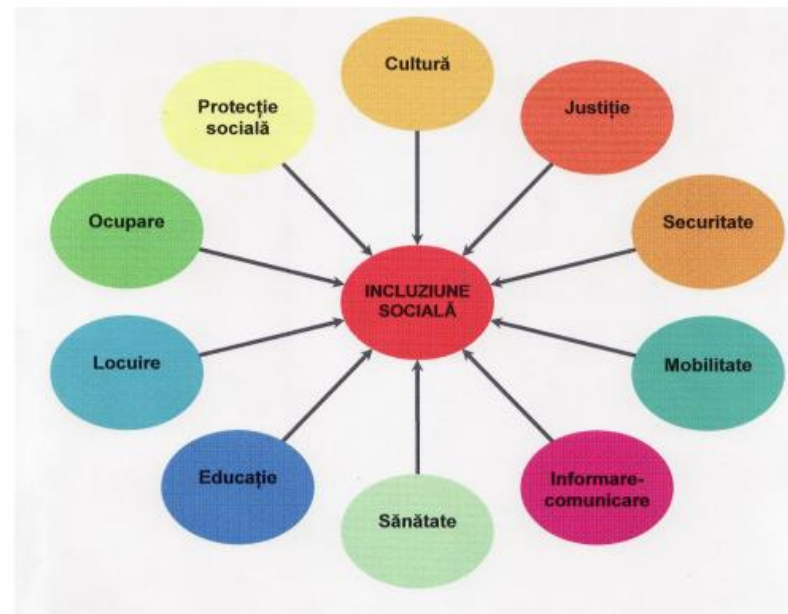 Cultură
Justiție
Securitate
Mobilitate
Informare-
comunicare
Sănătate
Educație
Locuire
Ocupare
Protecție
socială
INCLUZIUNE
SOCIALĂ